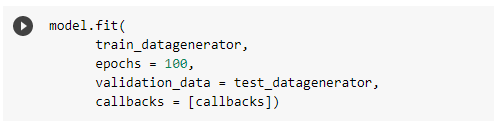 model.fit(
train_datagenerator,
epochs = 100,
validation_data = test_datagenerator,
callbacks = [callbacks])